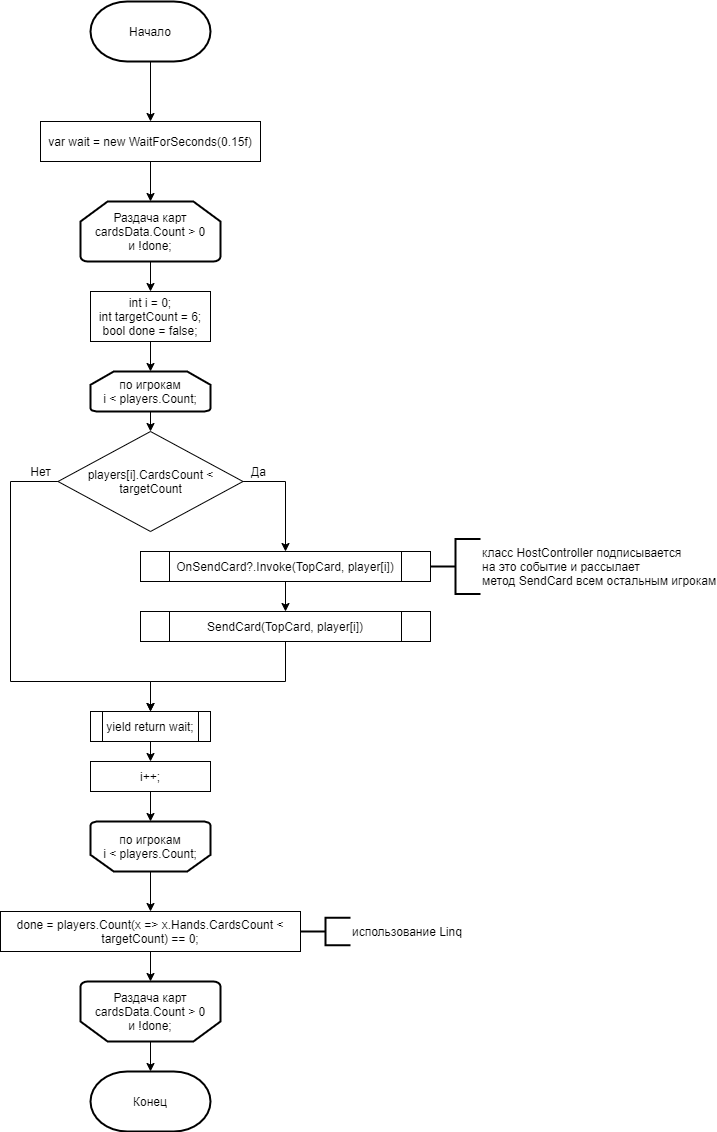 Начало
var wait = new WaitForSeconds(0.15f)
Раздача карт
cardsData.Count > 0
и !done;
int i = 0;
int targetCount = 6;
bool done = false;
по игрокам
i < players.Count;
Нет
players[i].CardsCount <
targetCount
Да
OnSendCard?.Invoke(TopCard, player[i])
класс HostController подписывается
на это событие и рассылает
метод SendCard всем остальным игрокам
SendCard(TopCard, player[i])
yield return wait;
i++;
по игрокам
i < players.Count;
done = players.Count(x => x.Hands.CardsCount <
targetCount) == 0;
использование Linq
Раздача карт
cardsData.Count > 0
и !done;
Конец